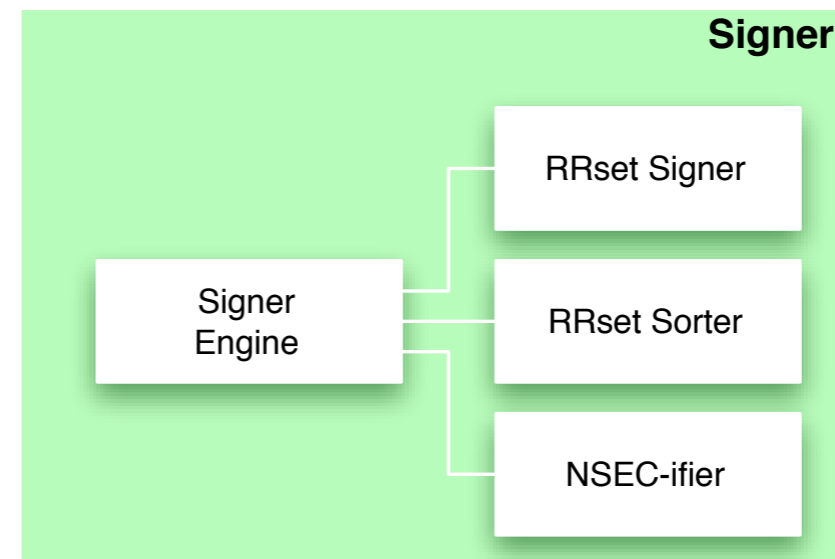 Signer
RRset Signer
Signer
Engine
RRset Sorter
NSEC-ifier